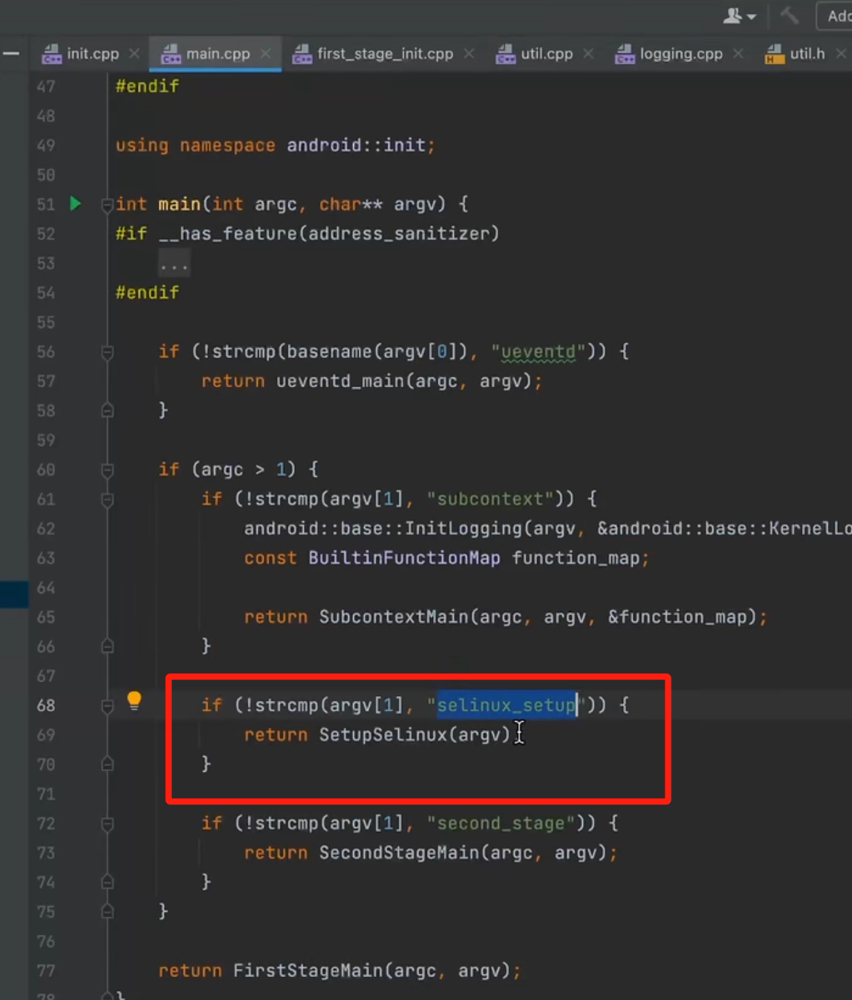 Add
init.cpp main.cpp first_stage_init.cpp util.cpp logging.cpp util.h
47 #endif
48
49 using namespace android::init;
50
51 int main(int argc, char** argv) {
52 #if __has_feature(address_sanitizer)
53 ...
54 #endif
55
56 if (!strcmp(basename(argv[0]), "ueventd")) {
57 return ueventd_main(argc, argv);
58 }
59
60 if (argc > 1) {
61 if (!strcmp(argv[1], "subcontext")) {
62 android::base::InitLogging(argv, &android::base::KernelLo
63 const BuiltinFunctionMap function_map;
64
65 return SubcontextMain(argc, argv, &function_map);
66 }
67
68 if (!strcmp(argv[1], "selinux_setup")) {
69 return SetupSelinux(argv)
70 }
71
72 if (!strcmp(argv[1], "second_stage")) {
73 return SecondStageMain(argc, argv);
74 }
75 }
76
77 return FirstStageMain(argc, argv);
78 }